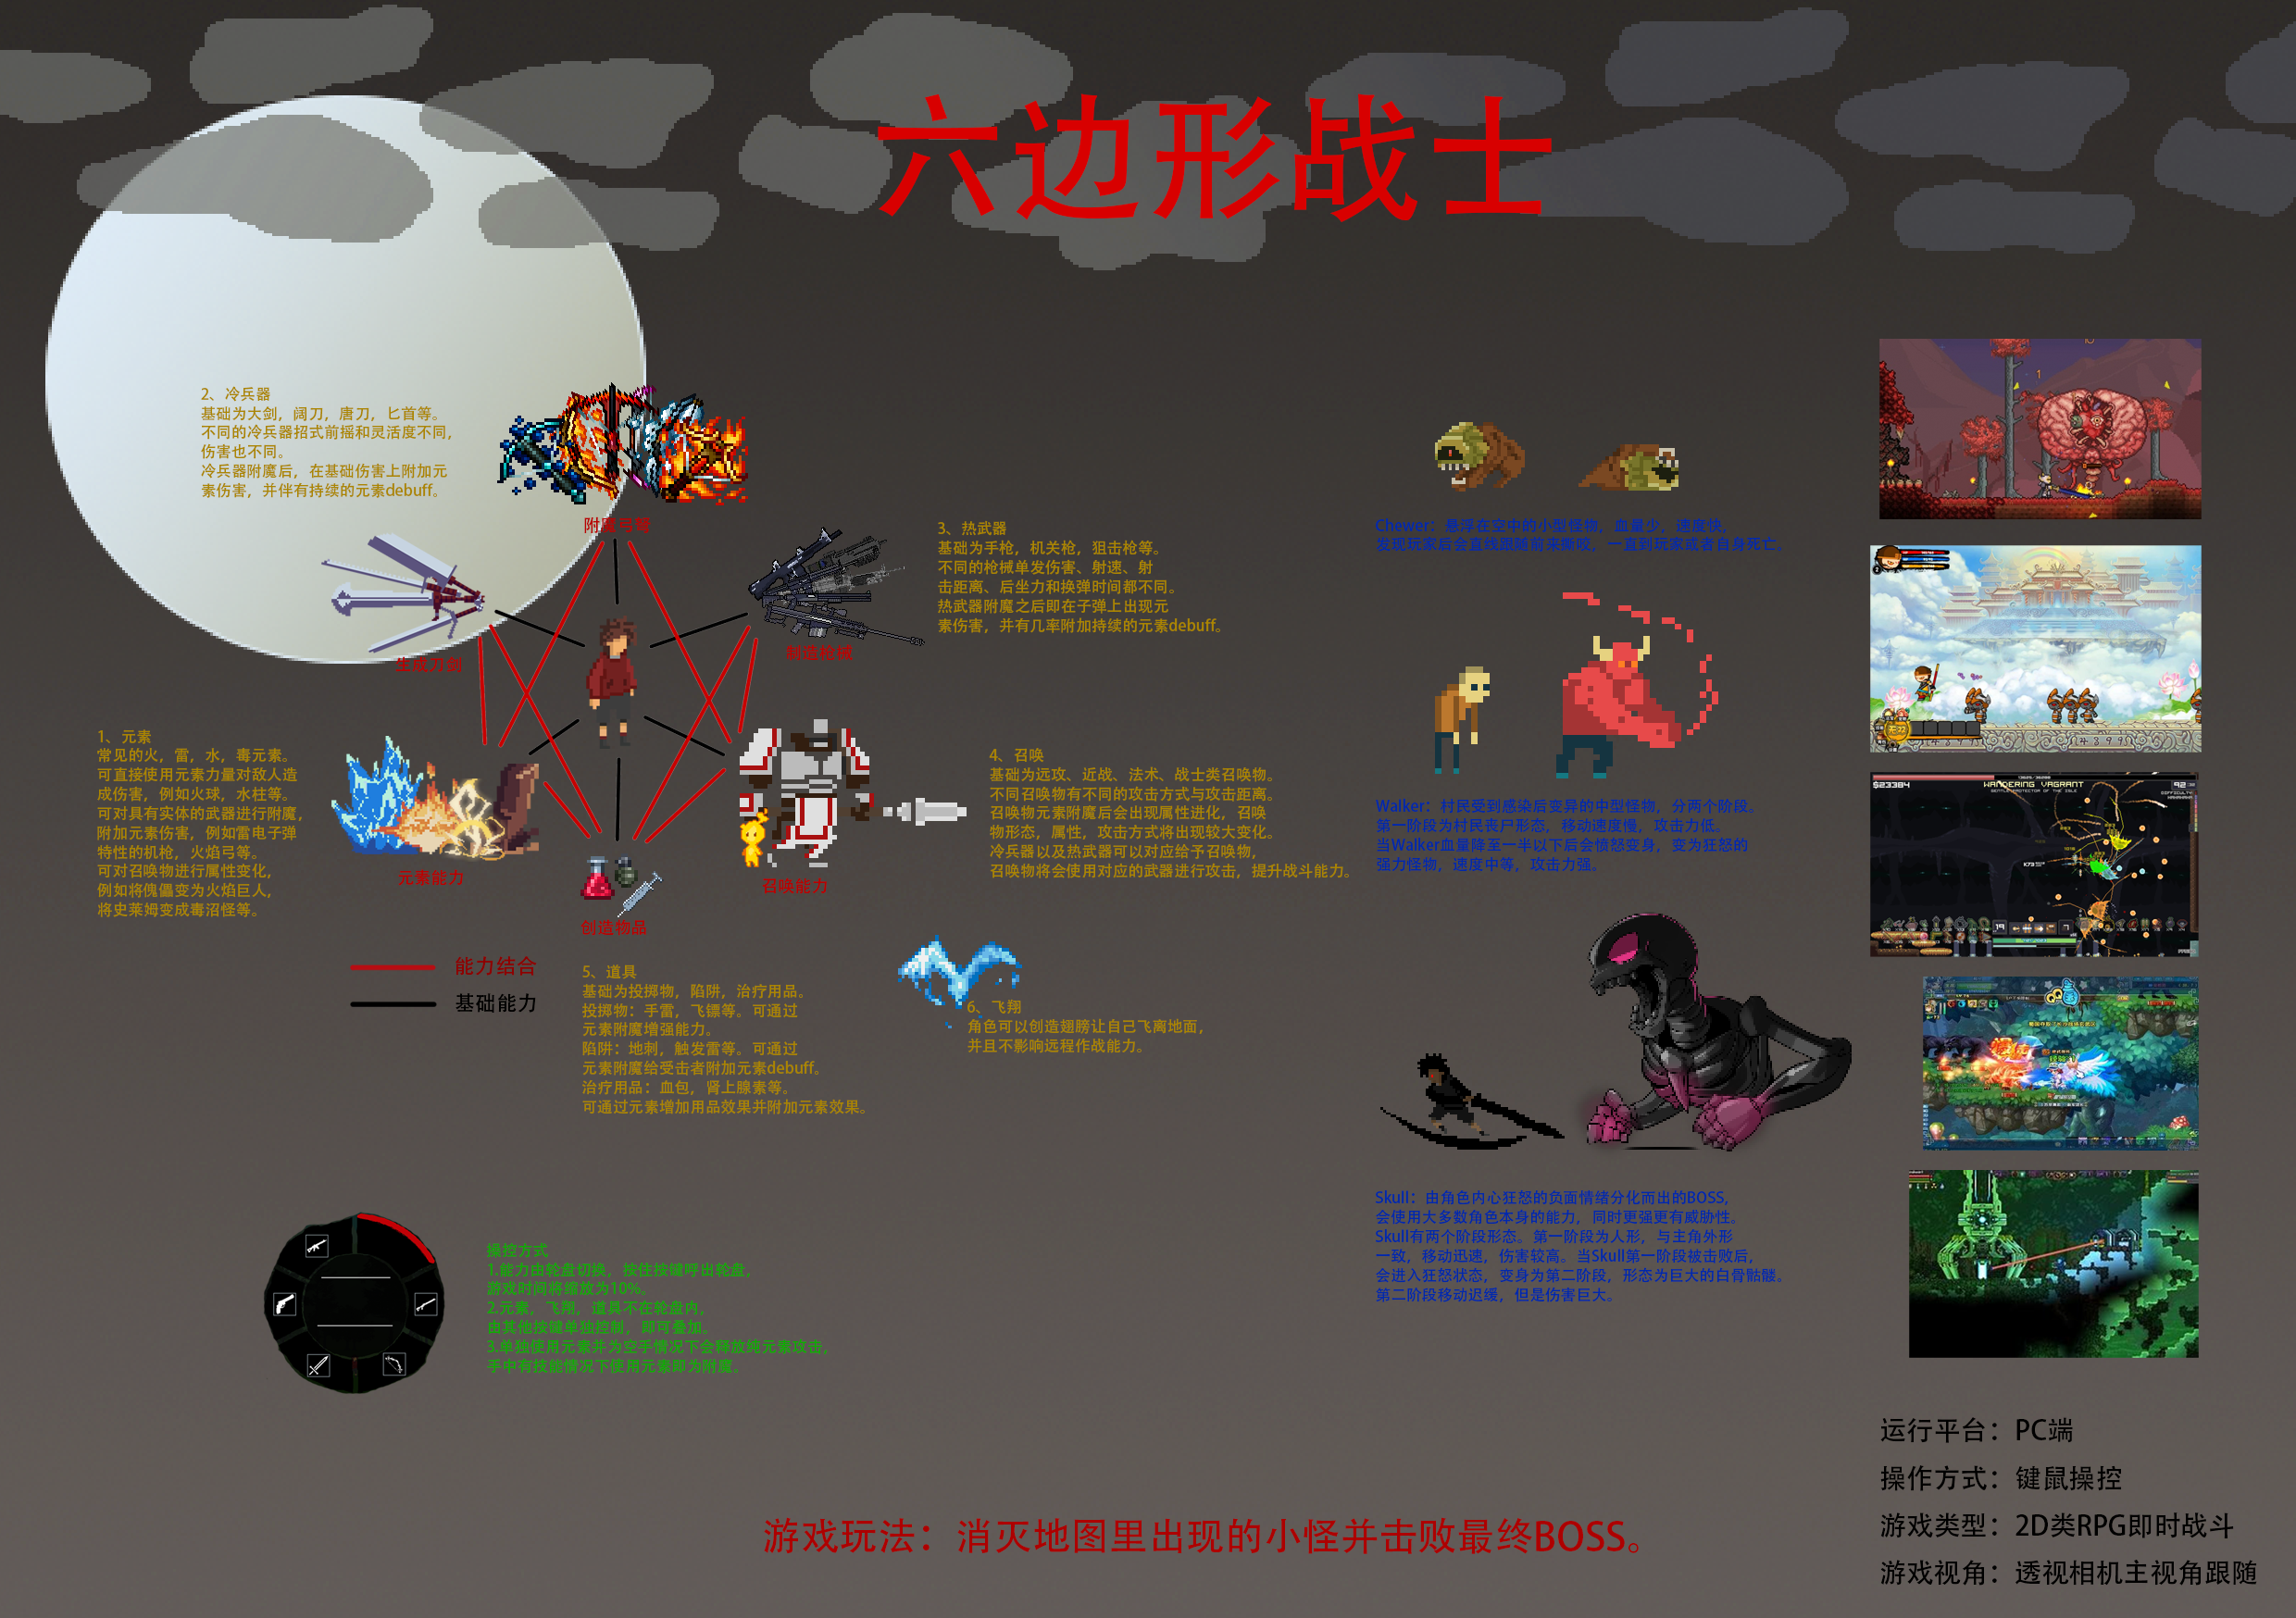 六边形战士
2、冷兵器
基础为大剑，阔刀，唐刀，匕首等。
不同的冷兵器招式前摇和灵活度不同，
伤害也不同。
冷兵器附魔后，在基础伤害上附加元
素伤害，并伴有持续的元素debuff。
附魔弓弩
生成刀剑
制造枪械
3、热武器
基础为手枪，机关枪，狙击枪等。
不同的枪械单发伤害、射速、射
击距离、后坐力和换弹时间都不同。
热武器附魔之后即在子弹上出现元
素伤害，并有几率附加持续的元素debuff。
1、元素
常见的火，雷，水，毒元素。
可直接使用元素力量对敌人造
成伤害，例如火球，水柱等。
可对具有实体的武器进行附魔，
附加元素伤害，例如雷电子弹
特性的机枪，火焰弓等。
可对召唤物进行属性变化，
例如将傀儡变为火焰巨人，
将史莱姆变成毒沼怪等。
元素能力
创造物品
召唤能力
4、召唤
基础为远攻、近战、法术、战士类召唤物。
不同召唤物有不同的攻击方式与攻击距离。
召唤物元素附魔后会出现属性进化，召唤
物形态，属性，攻击方式将出现较大变化。
冷兵器以及热武器可以对应给予召唤物，
召唤物将会使用对应的武器进行攻击，提升战斗能力。
能力结合
基础能力
5、道具
基础为投掷物，陷阱，治疗用品。
投掷物：手雷，飞镖等。可通过
元素附魔增强能力。
陷阱：地刺，触发雷等。可通过
元素附魔给受击者附加元素debuff。
治疗用品：血包，肾上腺素等。
可通过元素增加用品效果并附加元素效果。
6、飞翔
角色可以创造翅膀让自己飞离地面，
并且不影响远程作战能力。
操控方式
1.能力由轮盘切换，按住按键呼出轮盘，
游戏时间将缩放为10%。
2.元素，飞翔，道具不在轮盘内，
由其他按键单独控制，即可叠加。
3.单独使用元素并为空手情况下会释放纯元素攻击，
手中有技能情况下使用元素即为附魔。
Chewer：悬浮在空中的小型怪物，血量少，速度快，
发现玩家后会直线跟随前来撕咬，一直到玩家或者自身死亡。
Walker：村民受到感染后变异的中型怪物，分两个阶段。
第一阶段为村民丧尸形态，移动速度慢，攻击力低。
当Walker血量降至一半以下后会愤怒变身，变为狂怒的
强力怪物，速度中等，攻击力强。
Skull：由角色内心狂怒的负面情绪分化而出的BOSS，
会使用大多数角色本身的能力，同时更强更有威胁性。
Skull有两个阶段形态。第一阶段为人形，与主角外形
一致，移动迅速，伤害较高。当Skull第一阶段被击败后，
会进入狂怒状态，变身为第二阶段，形态为巨大的白骨骷髅。
第二阶段移动迟缓，但是伤害巨大。
$23384
WANDERING VAGRANT
运行平台：PC端
操作方式：键鼠操控
游戏类型：2D类RPG即时战斗
游戏视角：透视相机主视角跟随
游戏玩法：消灭地图里出现的小怪并击败最终BOSS。